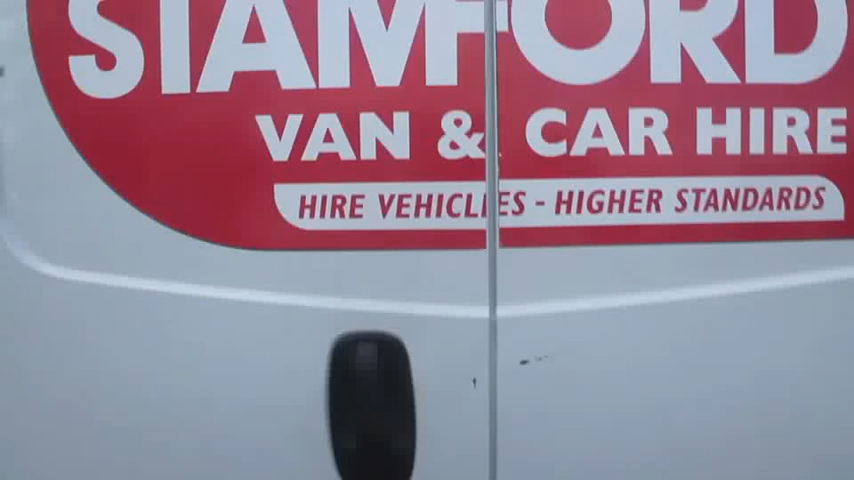 STAMFORD
VAN & CAR HIRE
HIRE VEHICLES - HIGHER STANDARDS